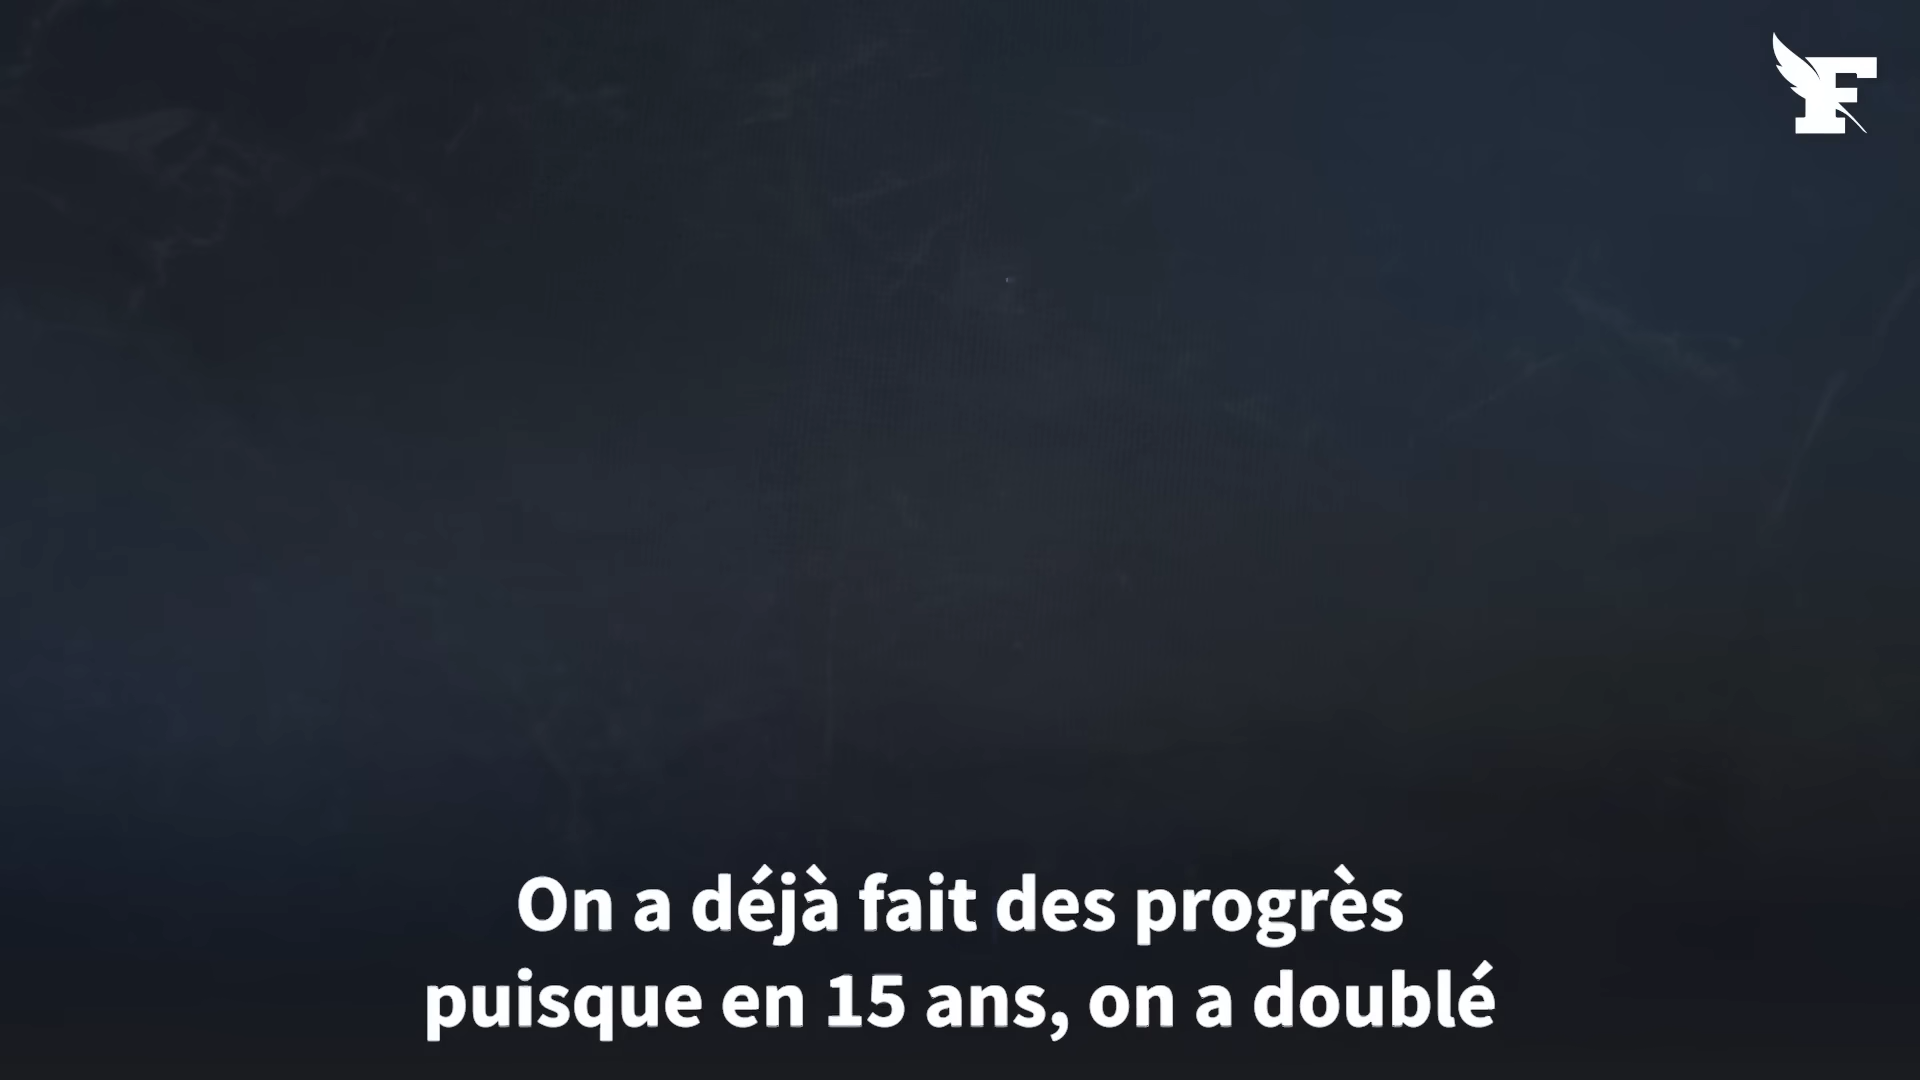 F
On a déjà fait des progrès
puisque en 15 ans, on a doublé